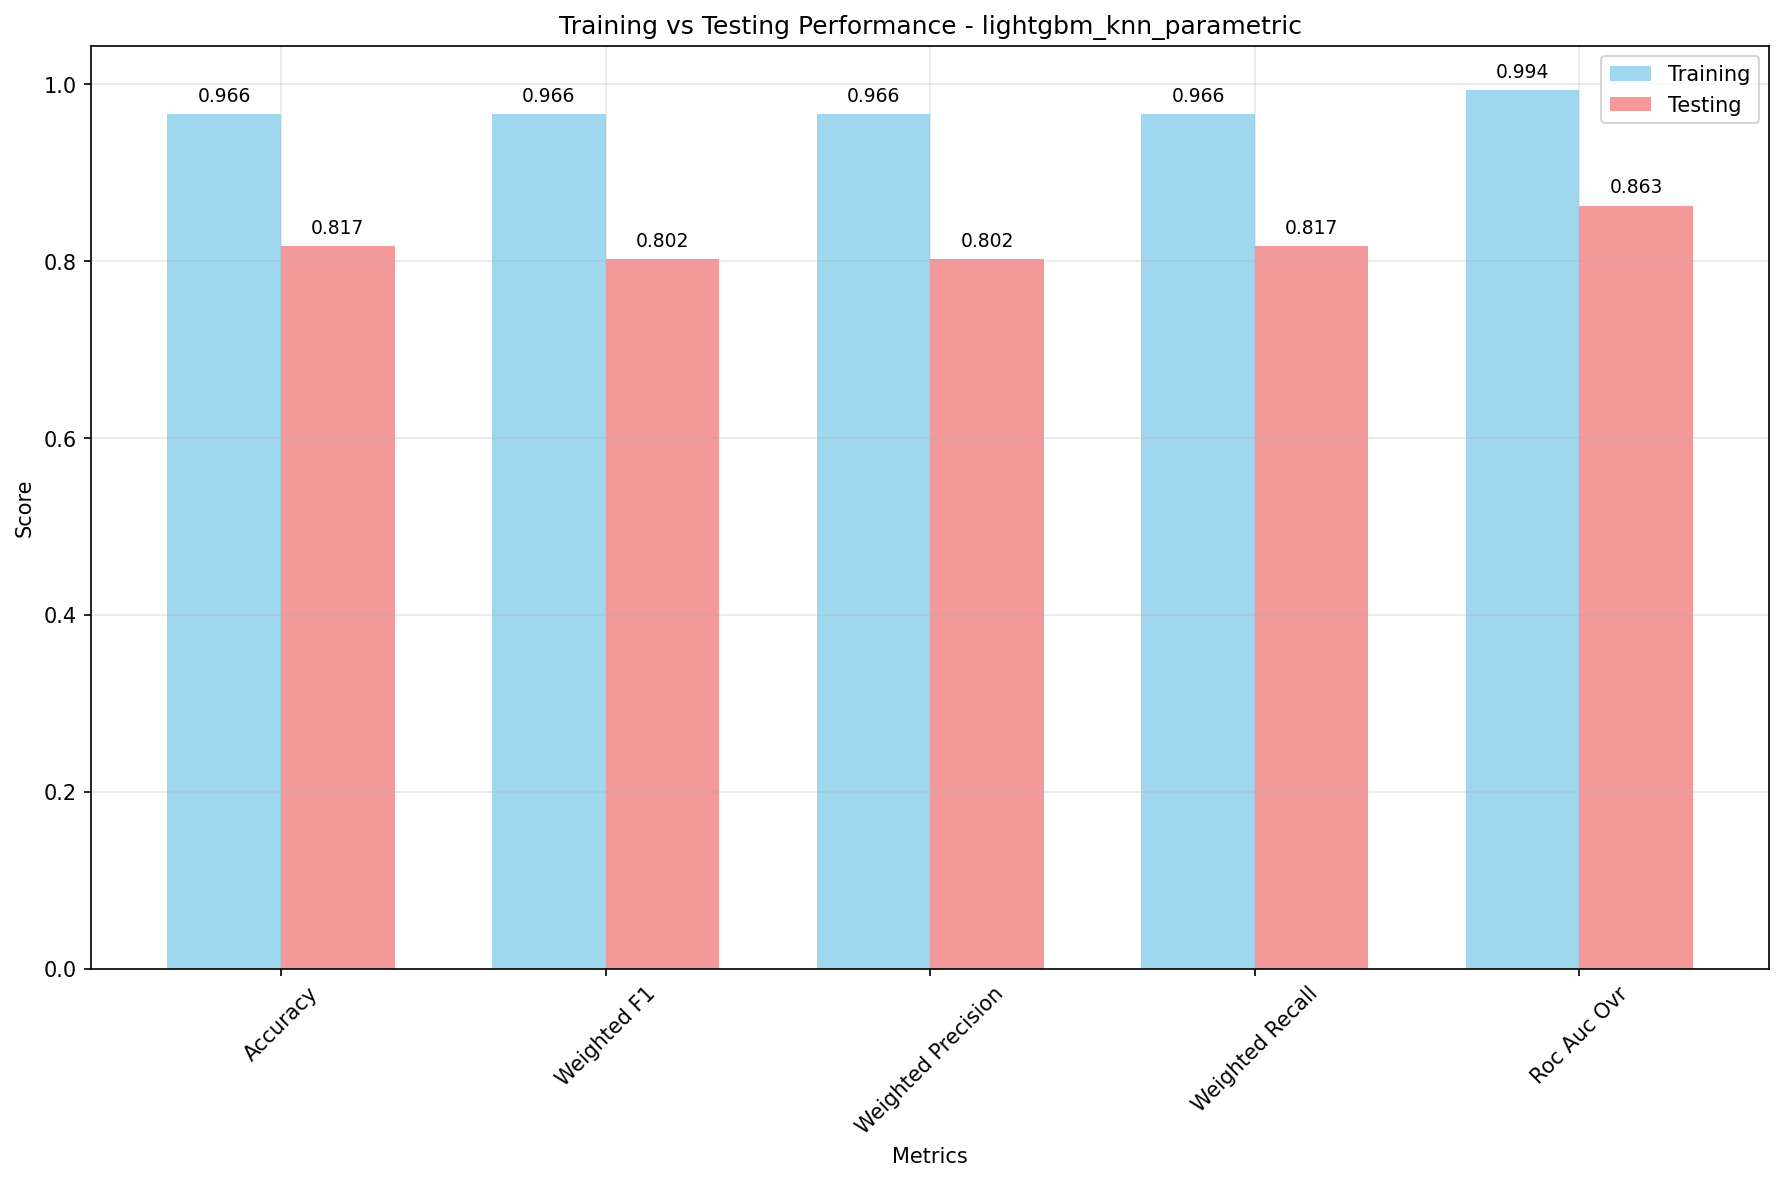 Training vs Testing Performance - lightgbm_knn_parametric
Training
Testing
0.966
0.966
0.966
0.966
0.994
0.817
0.802
0.802
0.817
0.863
1.0
0.8
0.6
0.4
0.2
0.0
Score
Accuracy
Weighted F1
Weighted Precision
Weighted Recall
Roc Auc Ovr
Metrics